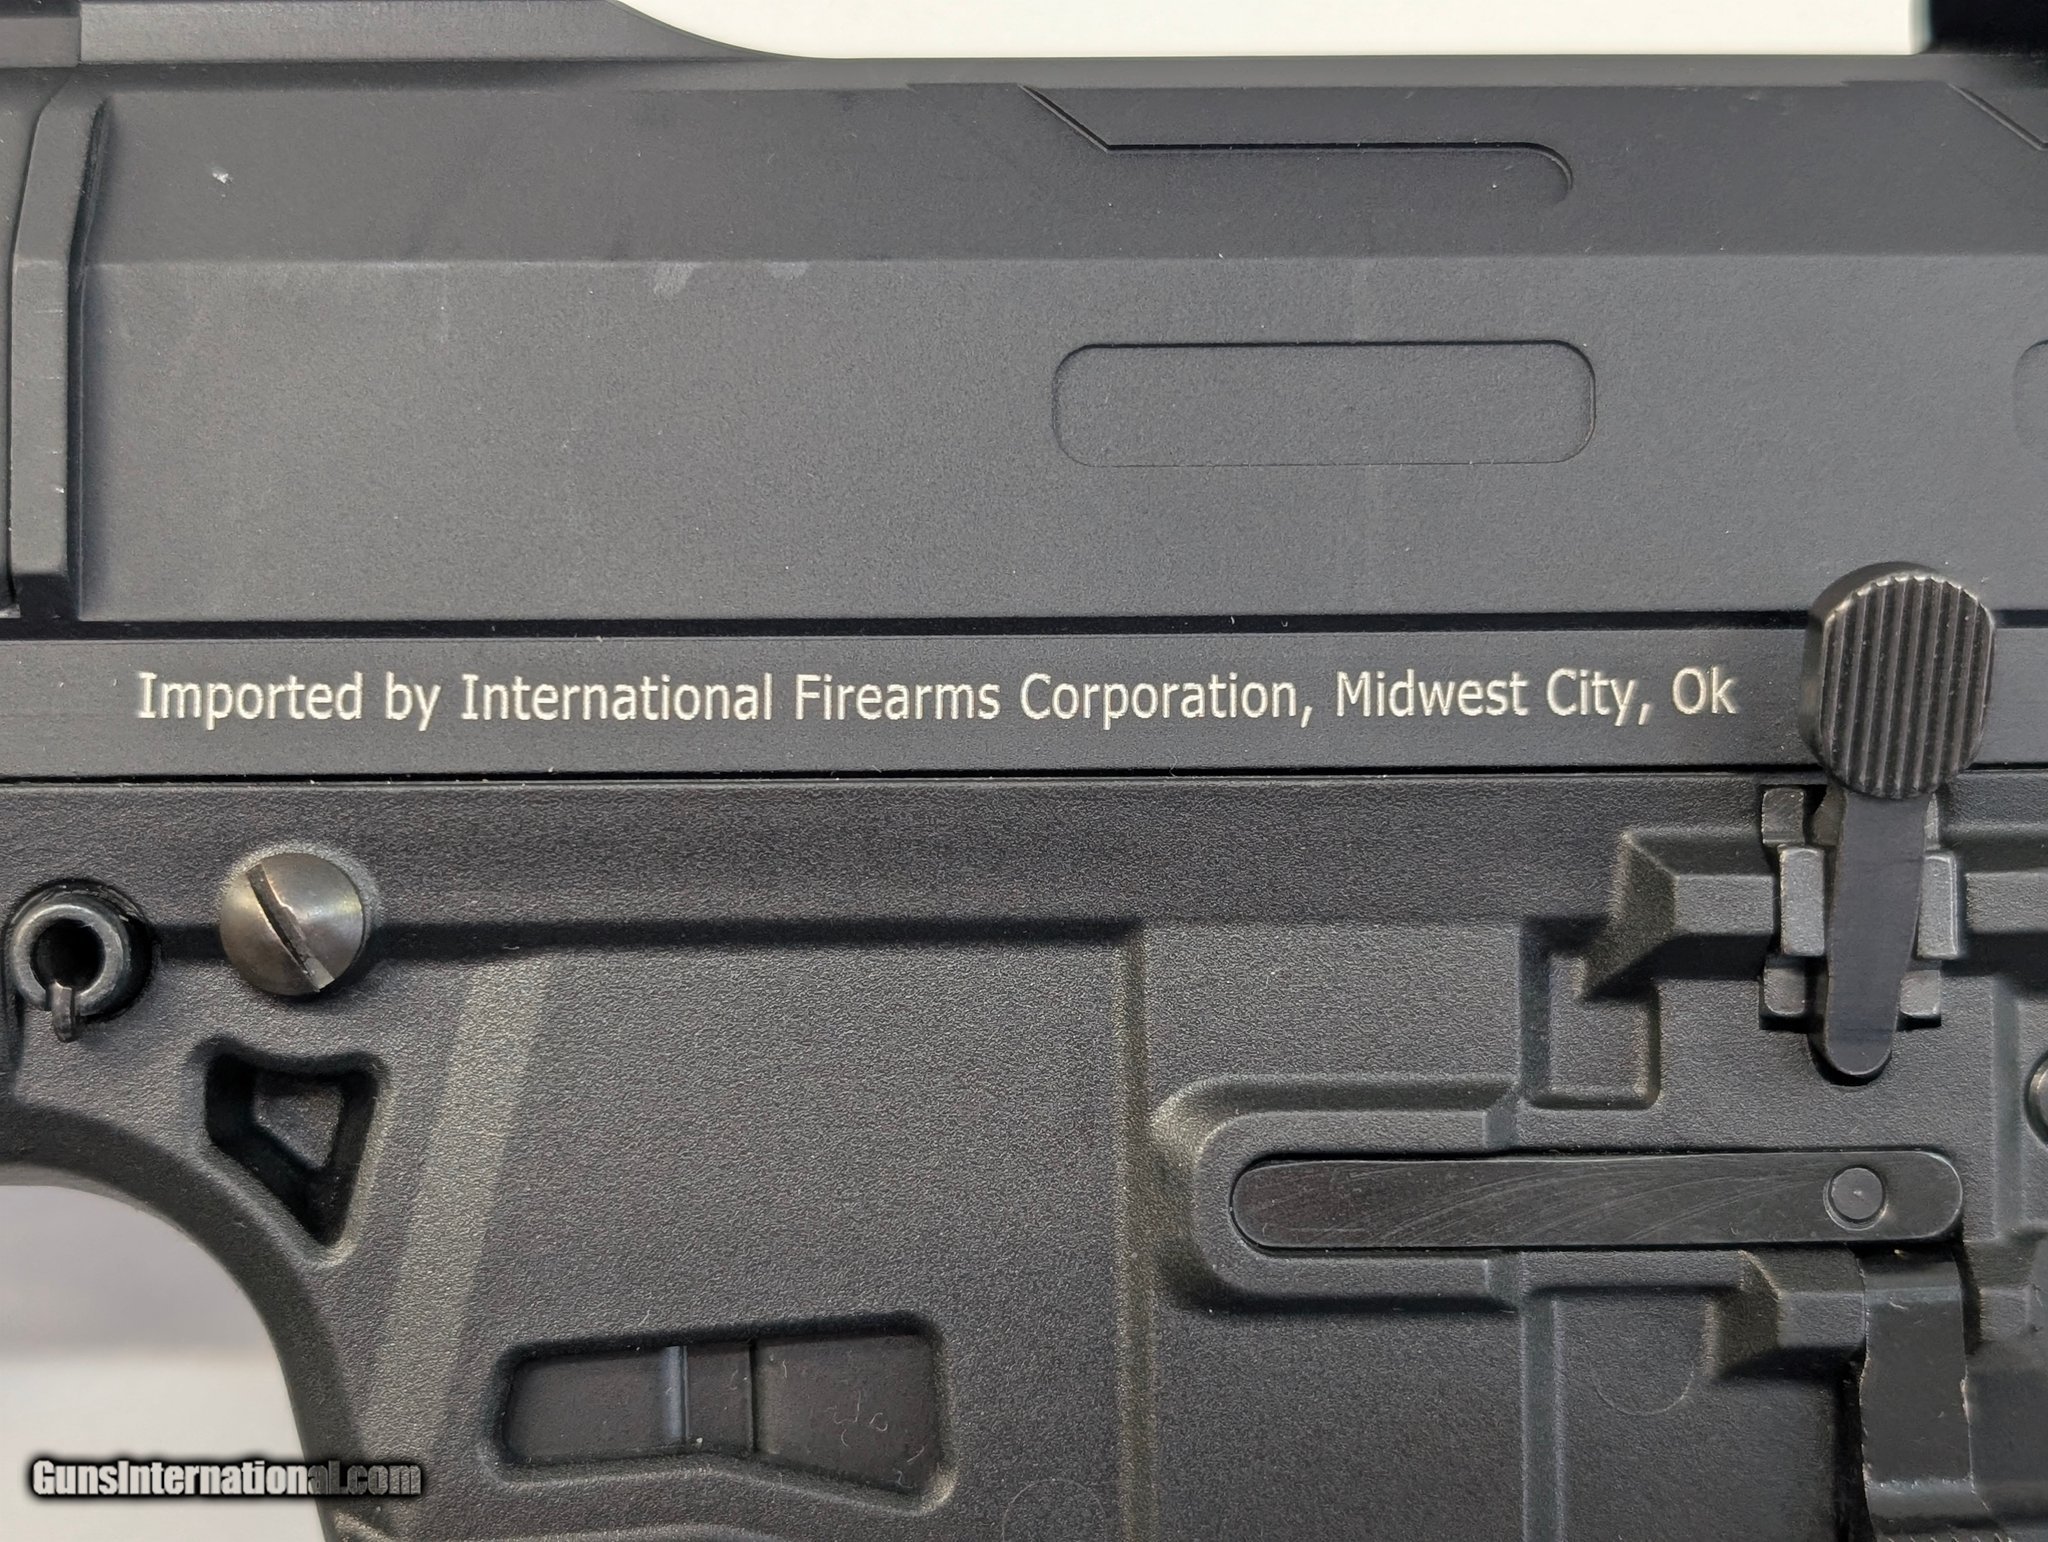 Imported by International Firearms Corporation, Midwest City, Ok
GunsInternational.com